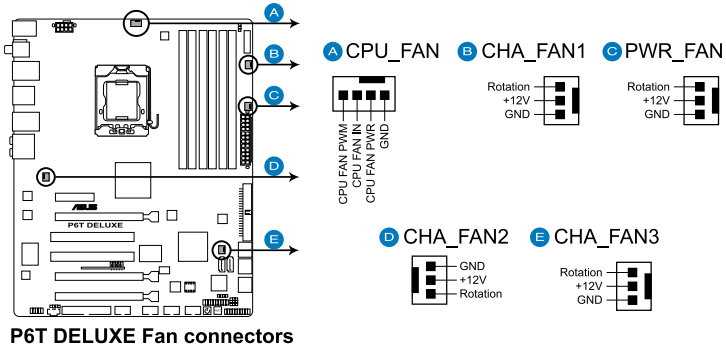 A
B
C
D
E
ASUS
P6T DELUXE
A CPU_FAN
CPU FAN PWM
CPU FAN IN
CPU FAN PWR
GND
B CHA_FAN1
Rotation
+12V
GND
C PWR_FAN
Rotation
+12V
GND
D CHA_FAN2
GND
+12V
Rotation
E CHA_FAN3
Rotation
+12V
GND
P6T DELUXE Fan connectors